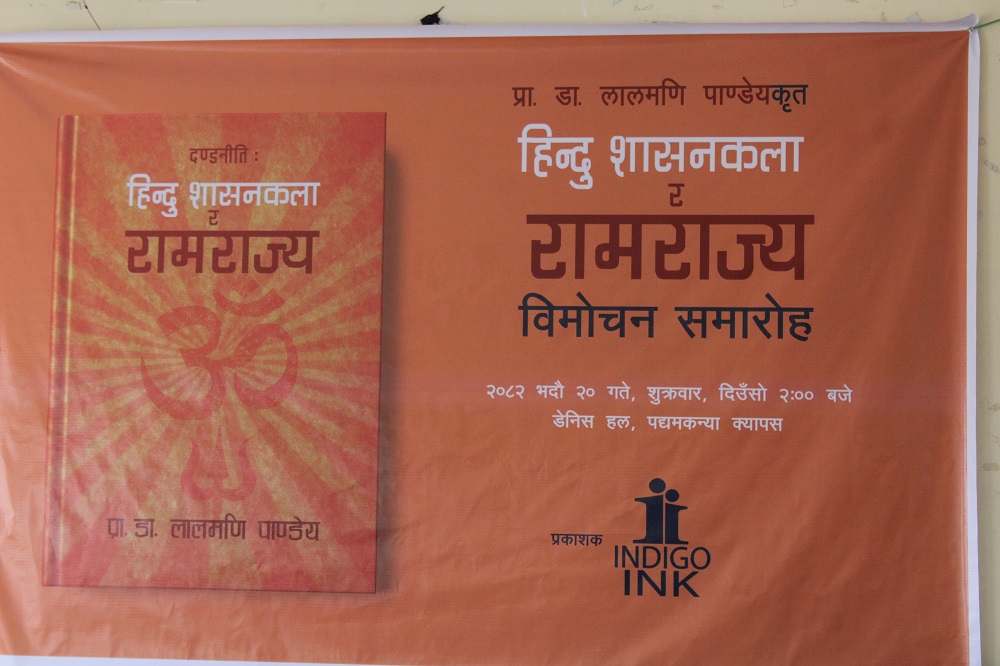 दण्डनीति :
हिन्दु शासनकला
र
रामराज्य
प्रा. डा. लालमणि पाण्डेय
प्रा. डा. लालमणि पाण्डेयकृत
हिन्दु शासनकला
र
रामराज्य
विमोचन समारोह
२०८२ भदौ २० गते, शुक्रवार, दिउँसो २:०० बजे
डेनिस हल, पद्यमकन्या क्यापस
प्रकाशक
INDIGO
INK